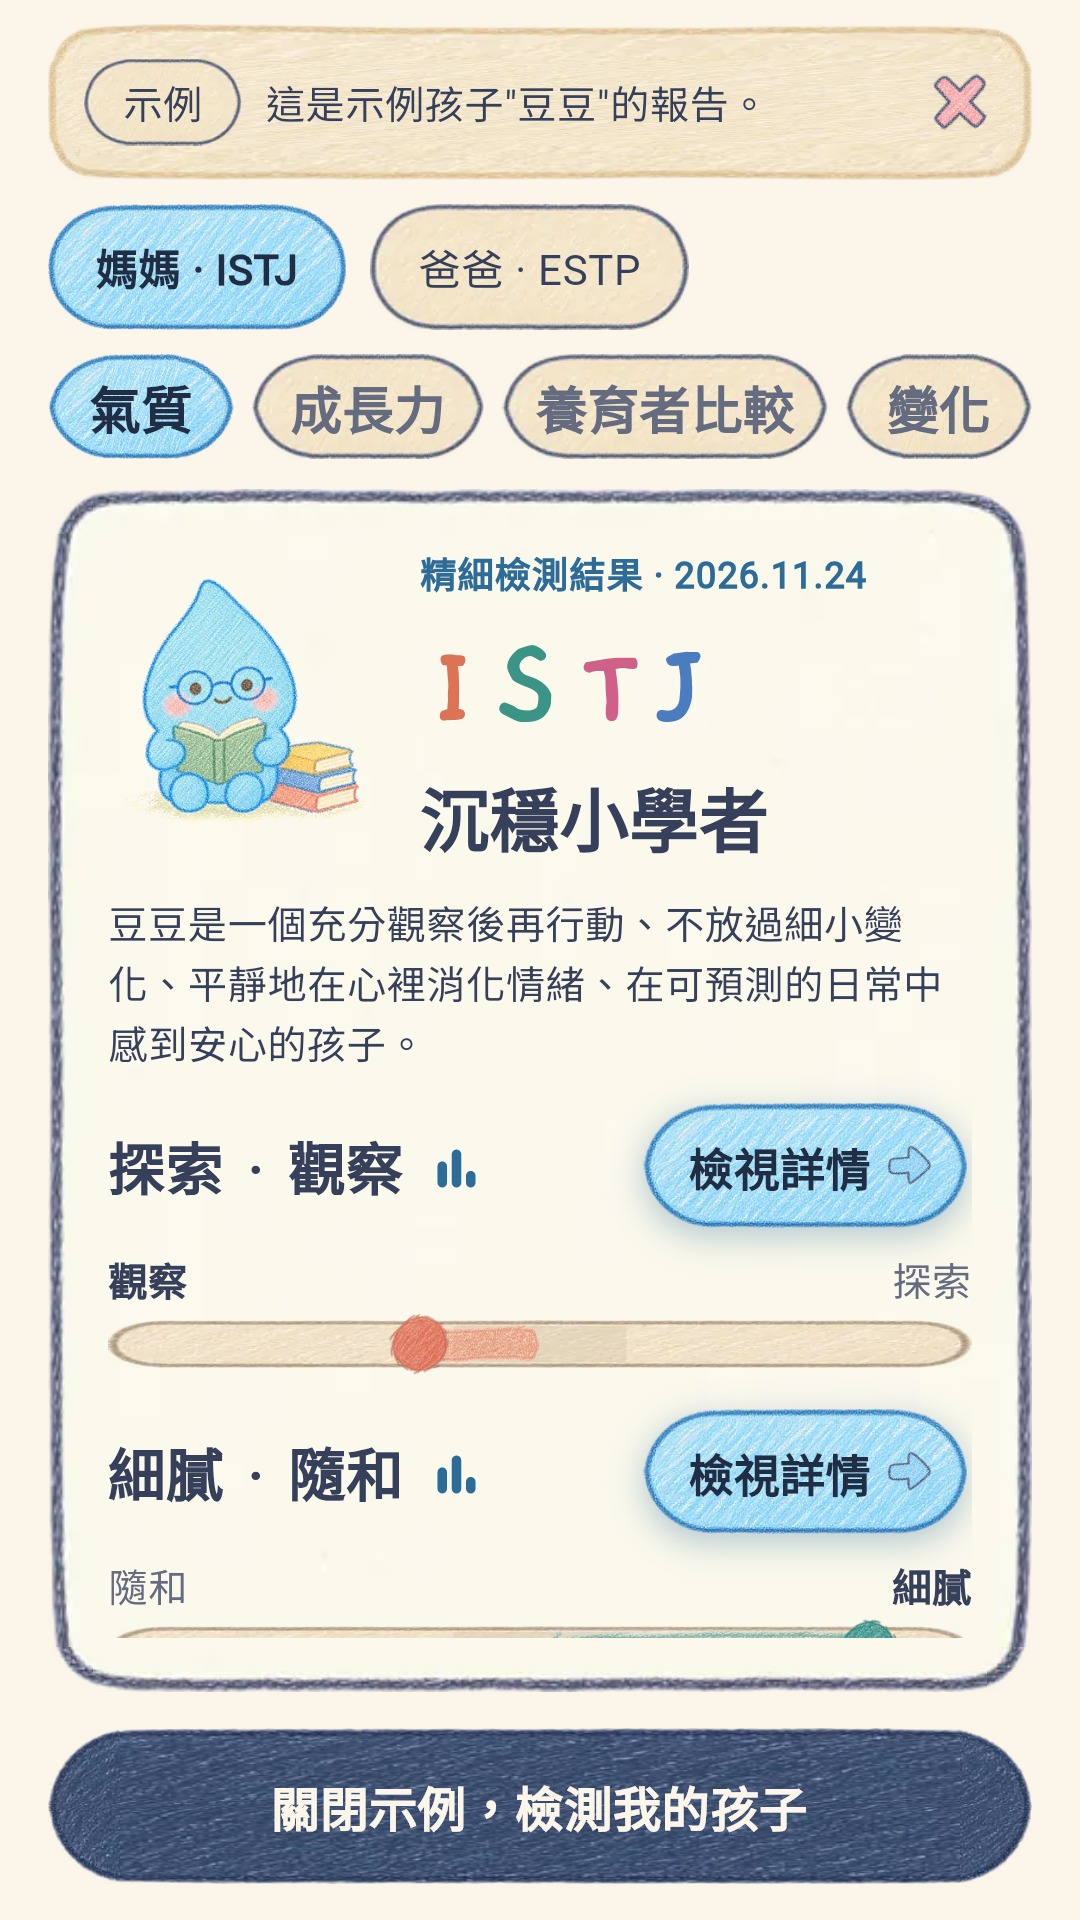 示例
這是示例孩子"豆豆"的報告。
媽媽 · ISTJ
爸爸 · ESTP
氣質
成長力
養育者比較
變化
精細檢測結果 · 2026.11.24
ISTJ
沉穩小學者
豆豆是一個充分觀察後再行動、不放過細小變
化、平靜地在心裡消化情緒、在可預測的日常中
感到安心的孩子。
探索 · 觀察
檢視詳情
觀察
探索
細膩 · 隨和
檢視詳情
隨和
細膩
關閉示例，檢測我的孩子